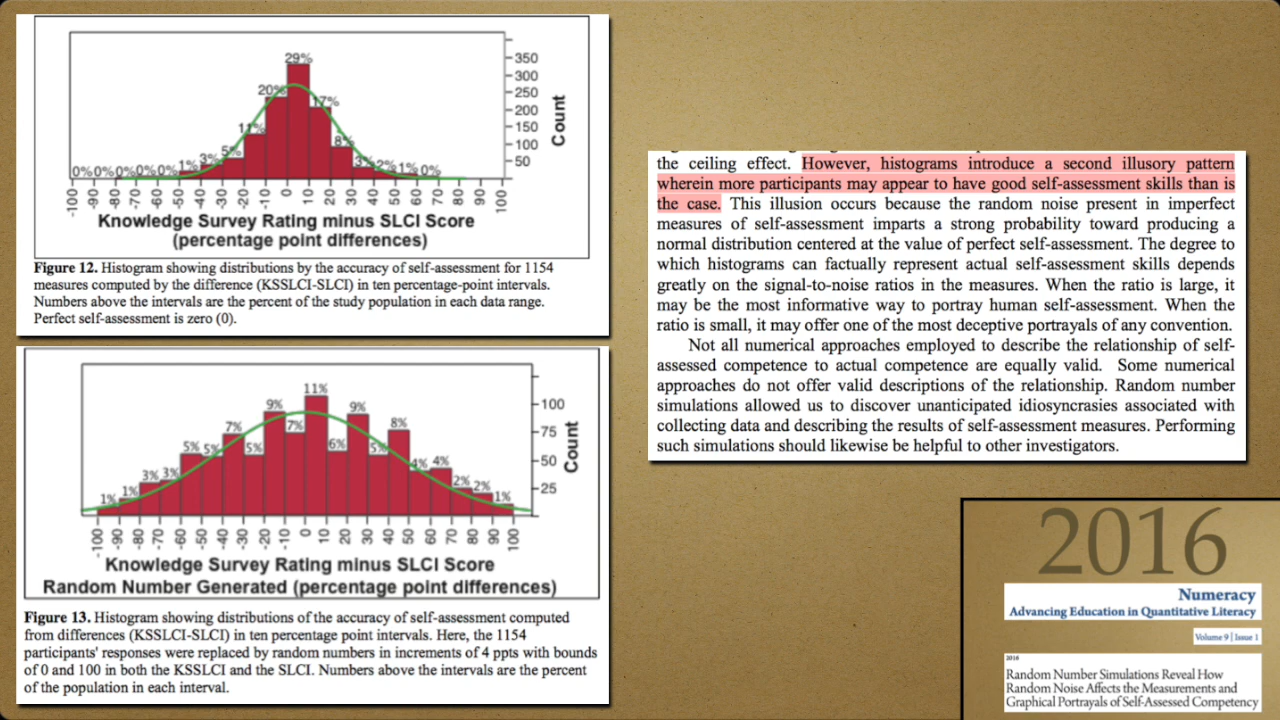 29%
20%
17%
11%
8%
5%
3%
3%
2%
1%
1%
0%
0% 0% 0% 0% 0%
350
300
250
200
150
100
50
Count
-100 -90 -80 -70 -60 -50 -40 -30 -20 -10 0 10 20 30 40 50 60 70 80 90 100
Knowledge Survey Rating minus SLCI Score
(percentage point differences)
Figure 12. Histogram showing distributions by the accuracy of self-assessment for 1154
measures computed by the difference (KSSLCI-SLCI) in ten percentage-point intervals.
Numbers above the intervals are the percent of the study population in each data range.
Perfect self-assessment is zero (0).
1% 1% 3% 3% 5% 5% 7% 5% 9% 7% 11% 6% 9% 5% 8% 4% 4% 2% 2% 1%
100
75
50
25
Count
-100 -90 -80 -70 -60 -50 -40 -30 -20 -10 0 10 20 30 40 50 60 70 80 90 100
Knowledge Survey Rating minus SLCI Score
Random Number Generated (percentage point differences)
Figure 13. Histogram showing distributions of the accuracy of self-assessment computed
from differences (KSSLCI-SLCI) in ten percentage point intervals. Here, the 1154
participants' responses were replaced by random numbers in increments of 4 ppts with bounds
of 0 and 100 in both the KSSLCI and the SLCI. Numbers above the intervals are the percent
of the population in each interval.
the ceiling effect. However, histograms introduce a second illusory pattern
wherein more participants may appear to have good self-assessment skills than is
the case. This illusion occurs because the random noise present in imperfect
measures of self-assessment imparts a strong probability toward producing a
normal distribution centered at the value of perfect self-assessment. The degree to
which histograms can factually represent actual self-assessment skills depends
greatly on the signal-to-noise ratios in the measures. When the ratio is large, it
may be the most informative way to portray human self-assessment. When the
ratio is small, it may offer one of the most deceptive portrayals of any convention.
Not all numerical approaches employed to describe the relationship of self-
assessed competence to actual competence are equally valid. Some numerical
approaches do not offer valid descriptions of the relationship. Random number
simulations allowed us to discover unanticipated idiosyncrasies associated with
collecting data and describing the results of self-assessment measures. Performing
such simulations should likewise be helpful to other investigators.
2016
Numeracy
Advancing Education in Quantitative Literacy
Volume 9 | Issue 1
2016
Random Number Simulations Reveal How
Random Noise Affects the Measurements and
Graphical Portrayals of Self-Assessed Competency